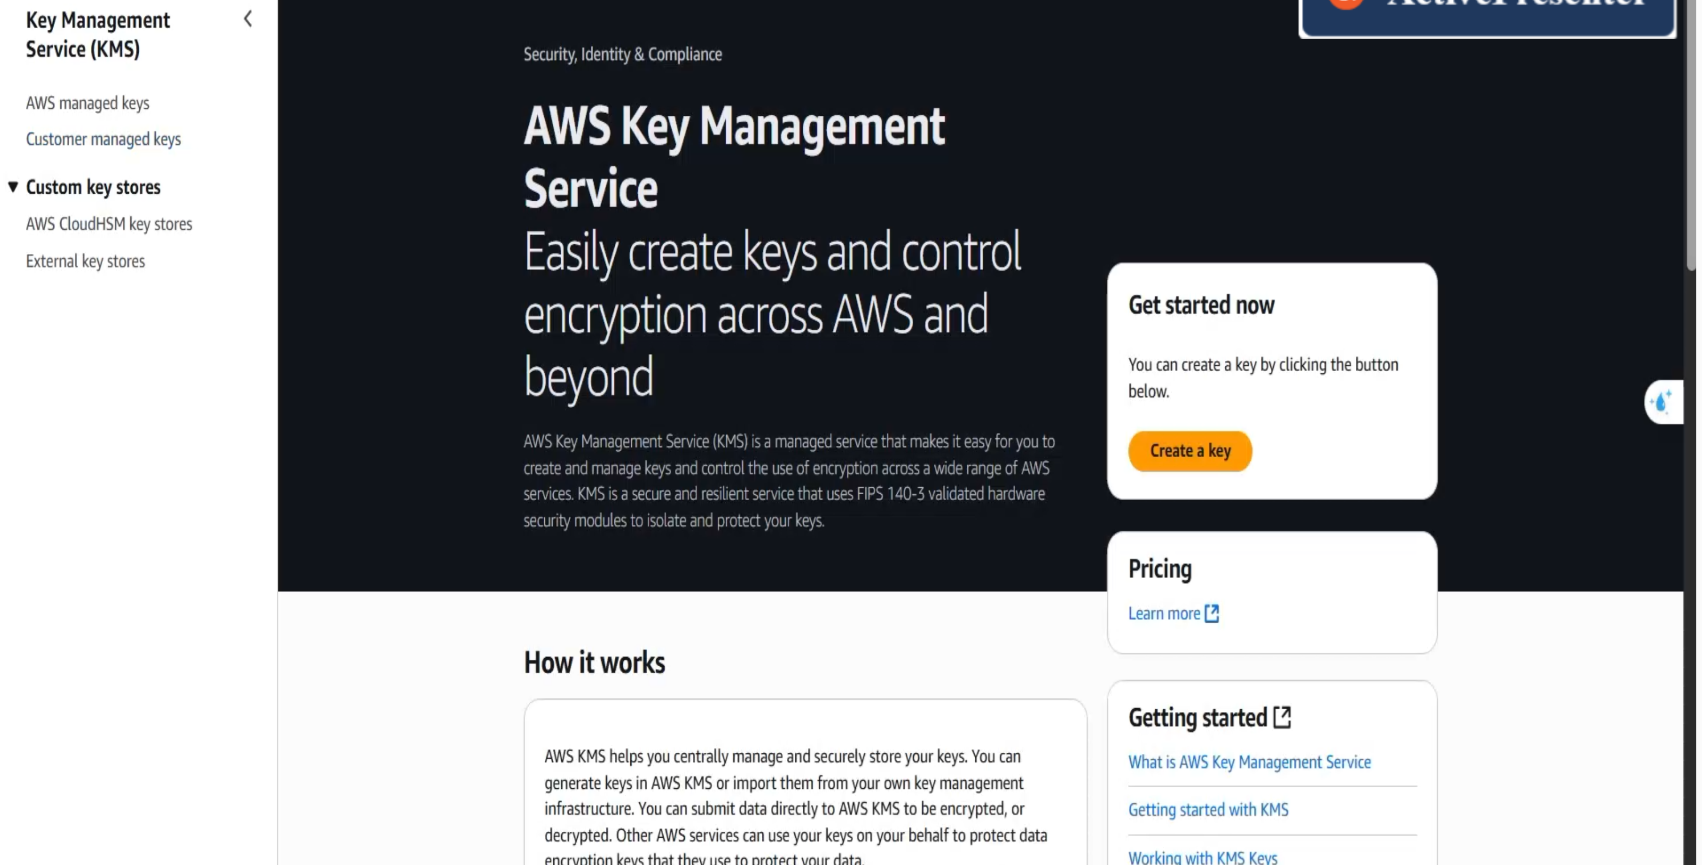 Key Management
Service (KMS)
AWS managed keys
Customer managed keys
Custom key stores
AWS CloudHSM key stores
External key stores
ActivePresenter
Security, Identity & Compliance
AWS Key Management
Service
Easily create keys and control
encryption across AWS and
beyond
AWS Key Management Service (KMS) is a managed service that makes it easy for you to
create and manage keys and control the use of encryption across a wide range of AWS
services. KMS is a secure and resilient service that uses FIPS 140-3 validated hardware
security modules to isolate and protect your keys.
Get started now
You can create a key by clicking the button
below.
Create a key
Pricing
Learn more
How it works
AWS KMS helps you centrally manage and securely store your keys. You can
generate keys in AWS KMS or import them from your own key management
infrastructure. You can submit data directly to AWS KMS to be encrypted, or
decrypted. Other AWS services can use your keys on your behalf to protect data
encryption keys that they use to protect your data.
Getting started
What is AWS Key Management Service
Getting started with KMS
Working with KMS Keys